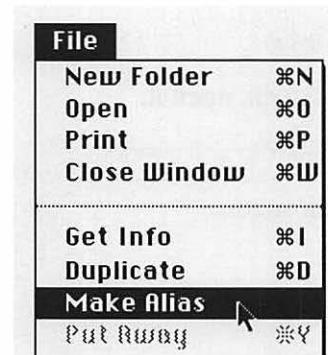 File
New Folder ⌘N
Open ⌘O
Print ⌘P
Close Window ⌘W
Get Info ⌘I
Duplicate ⌘D
Make Alias
Put Away ⌘Y